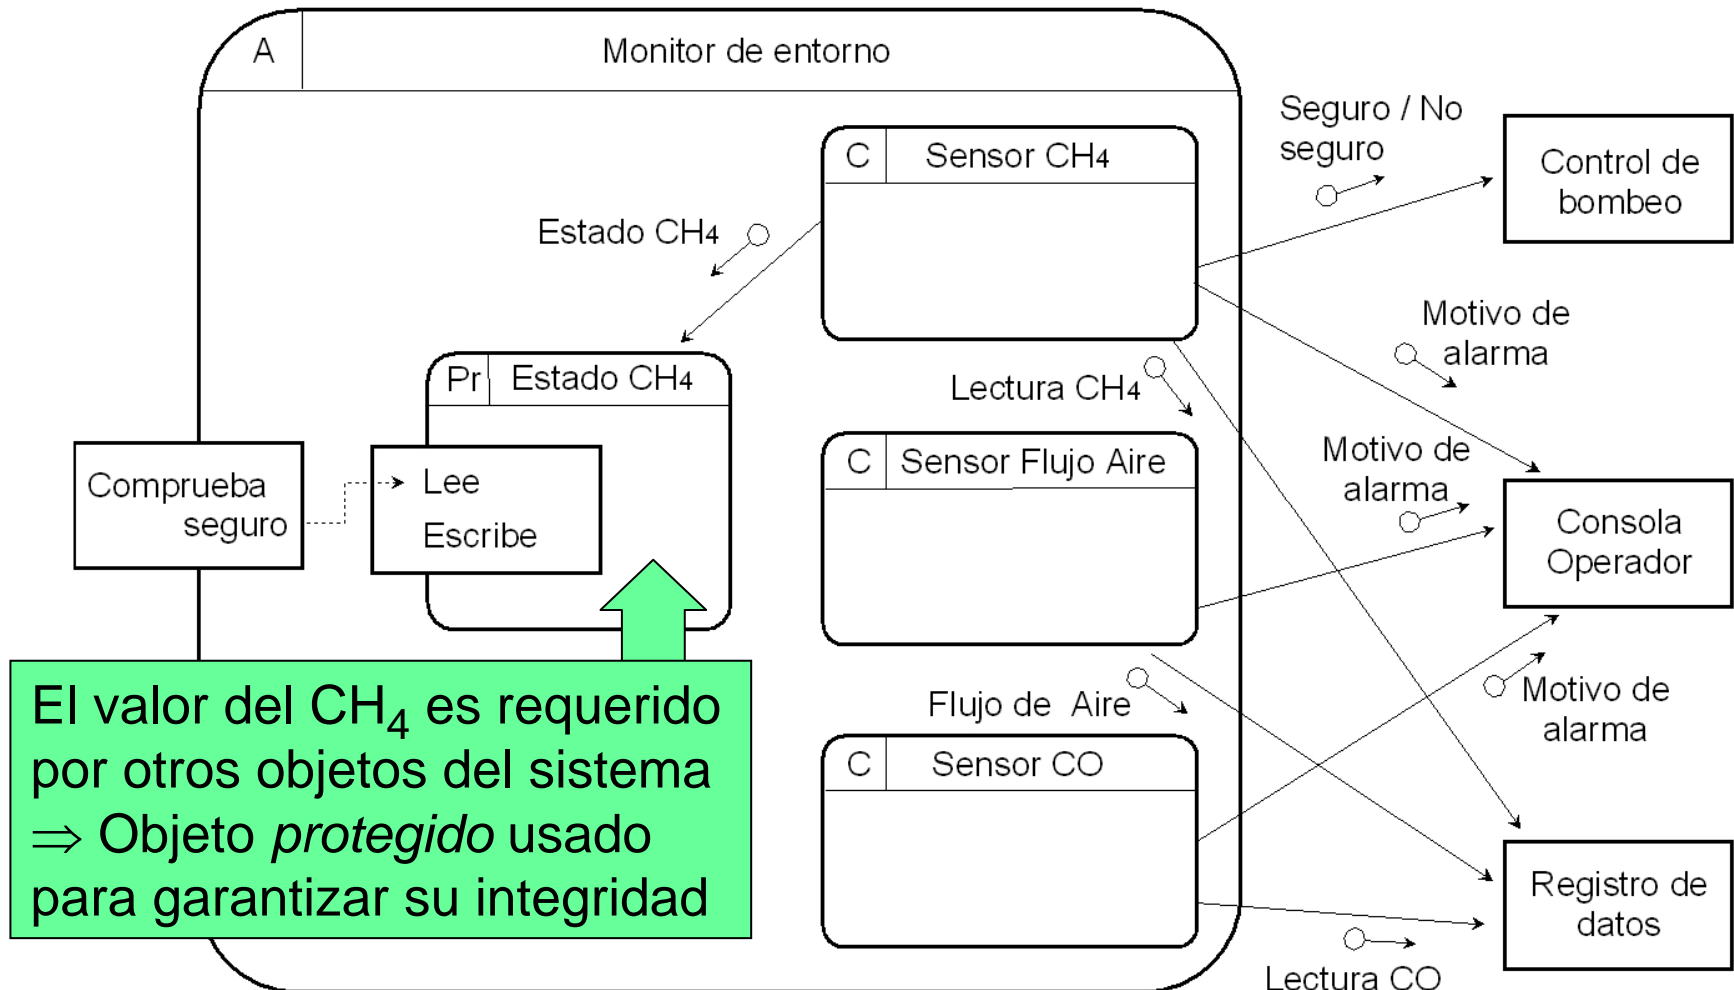 A
Monitor de entorno
C
Sensor CH4
Seguro / No
seguro
Control de
bombeo
Estado CH4
Motivo de
alarma
Pr
Estado CH4
Lectura CH4
Comprueba
seguro
Lee
Escribe
C
Sensor Flujo Aire
Motivo de
alarma
Consola
Operador
El valor del CH4 es requerido
por otros objetos del sistema
⇒ Objeto protegido usado
para garantizar su integridad
Flujo de Aire
Motivo de
alarma
C
Sensor CO
Registro de
datos
Lectura CO